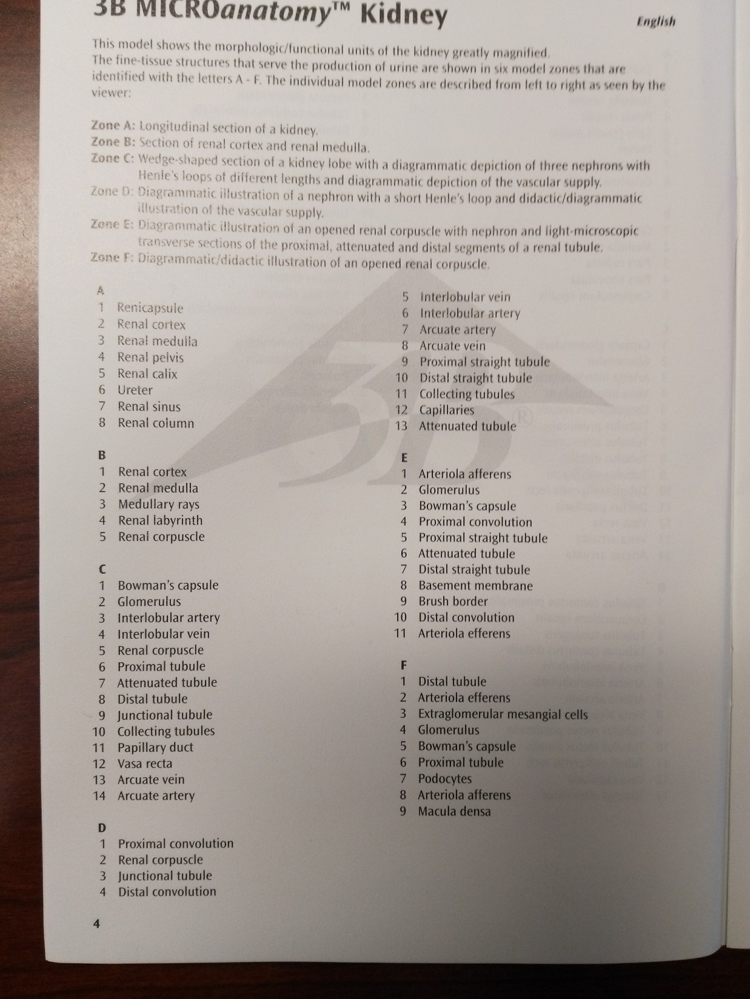 3B MICROanatomy™ Kidney
English
This model shows the morphologic/functional units of the kidney greatly magnified.
The fine-tissue structures that serve the production of urine are shown in six model zones that are
identified with the letters A - F. The individual model zones are described from left to right as seen by the
viewer:
Zone A: Longitudinal section of a kidney.
Zone B: Section of renal cortex and renal medulla.
Zone C: Wedge-shaped section of a kidney lobe with a diagrammatic depiction of three nephrons with
Henle's loops of different lengths and diagrammatic depiction of the vascular supply.
Zone D: Diagrammatic illustration of a nephron with a short Henle's loop and didactic/diagrammatic
illustration of the vascular supply.
Zone E: Diagrammatic illustration of an opened renal corpuscle with nephron and light-microscopic
transverse sections of the proximal, attenuated and distal segments of a renal tubule.
Zone F: Diagrammatic/didactic illustration of an opened renal corpuscle.
A
1 Renicapsule
2 Renal cortex
3 Renal medulla
4 Renal pelvis
5 Renal calix
6 Ureter
7 Renal sinus
8 Renal column
B
1 Renal cortex
2 Renal medulla
3 Medullary rays
4 Renal labyrinth
5 Renal corpuscle
C
1 Bowman's capsule
2 Glomerulus
3 Interlobular artery
4 Interlobular vein
5 Renal corpuscle
6 Proximal tubule
7 Attenuated tubule
8 Distal tubule
9 Junctional tubule
10 Collecting tubules
11 Papillary duct
12 Vasa recta
13 Arcuate vein
14 Arcuate artery
D
1 Proximal convolution
2 Renal corpuscle
3 Junctional tubule
4 Distal convolution
5 Interlobular vein
6 Interlobular artery
7 Arcuate artery
8 Arcuate vein
9 Proximal straight tubule
10 Distal straight tubule
11 Collecting tubules
12 Capillaries
13 Attenuated tubule
E
1 Arteriola afferens
2 Glomerulus
3 Bowman's capsule
4 Proximal convolution
5 Proximal straight tubule
6 Attenuated tubule
7 Distal straight tubule
8 Basement membrane
9 Brush border
10 Distal convolution
11 Arteriola efferens
F
1 Distal tubule
2 Arteriola efferens
3 Extraglomerular mesangial cells
4 Glomerulus
5 Bowman's capsule
6 Proximal tubule
7 Podocytes
8 Arteriola afferens
9 Macula densa
3B®
4